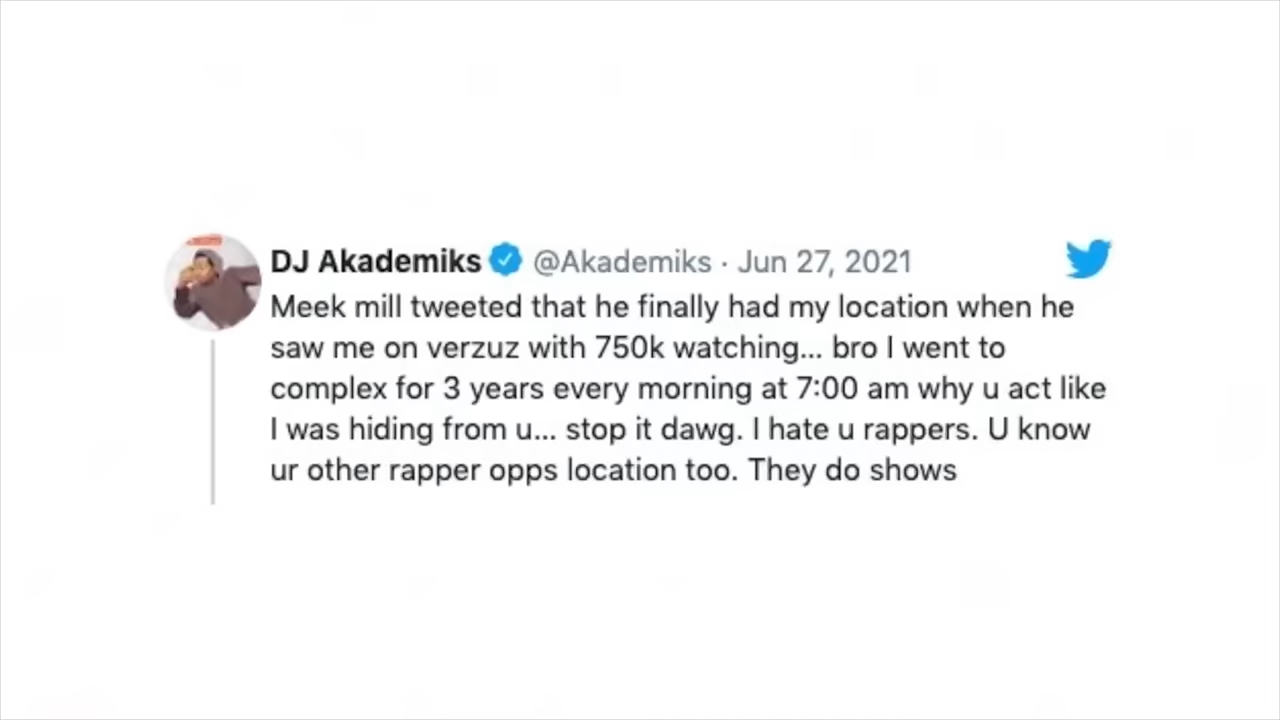 DJ Akademiks @Akademiks · Jun 27, 2021
Meek mill tweeted that he finally had my location when he
saw me on verzuz with 750k watching... bro I went to
complex for 3 years every morning at 7:00 am why u act like
I was hiding from u... stop it dawg. I hate u rappers. U know
ur other rapper opps location too. They do shows